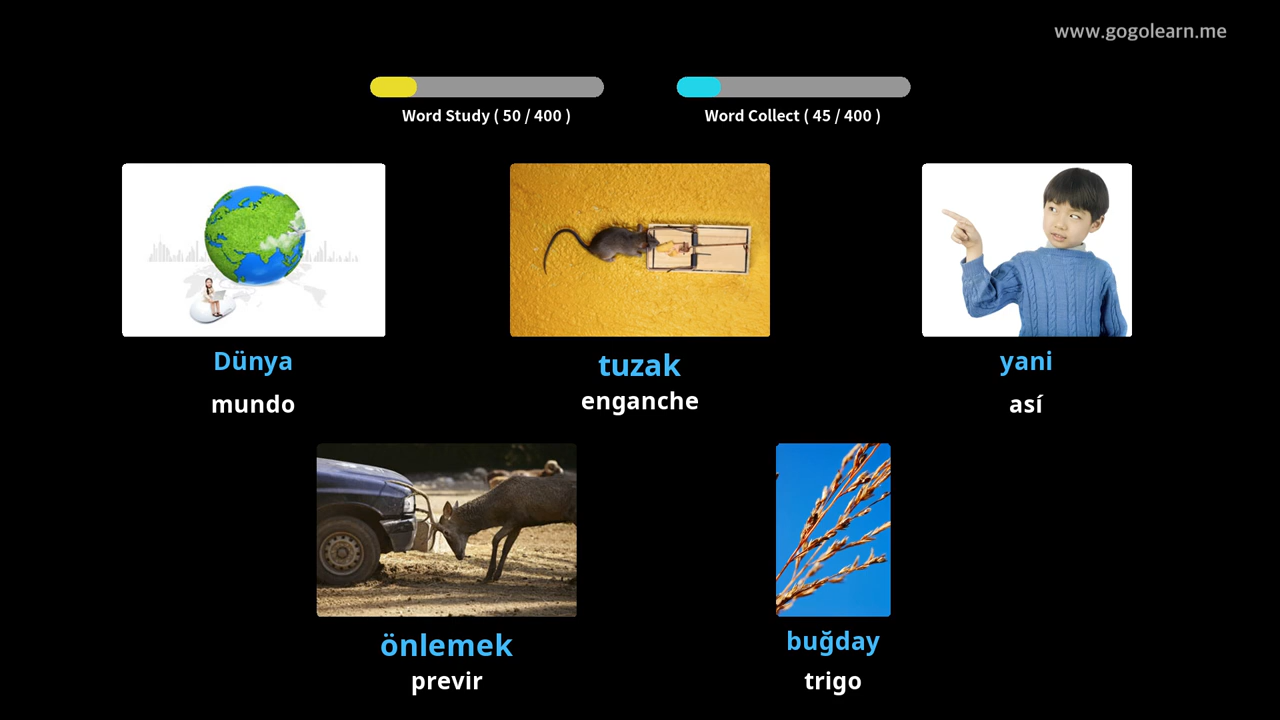 www.gogolearn.me
Word Study ( 50 / 400 )
Word Collect ( 45 / 400 )
Dünya
mundo
tuzak
enganche
yani
así
önlemek
previr
buğday
trigo